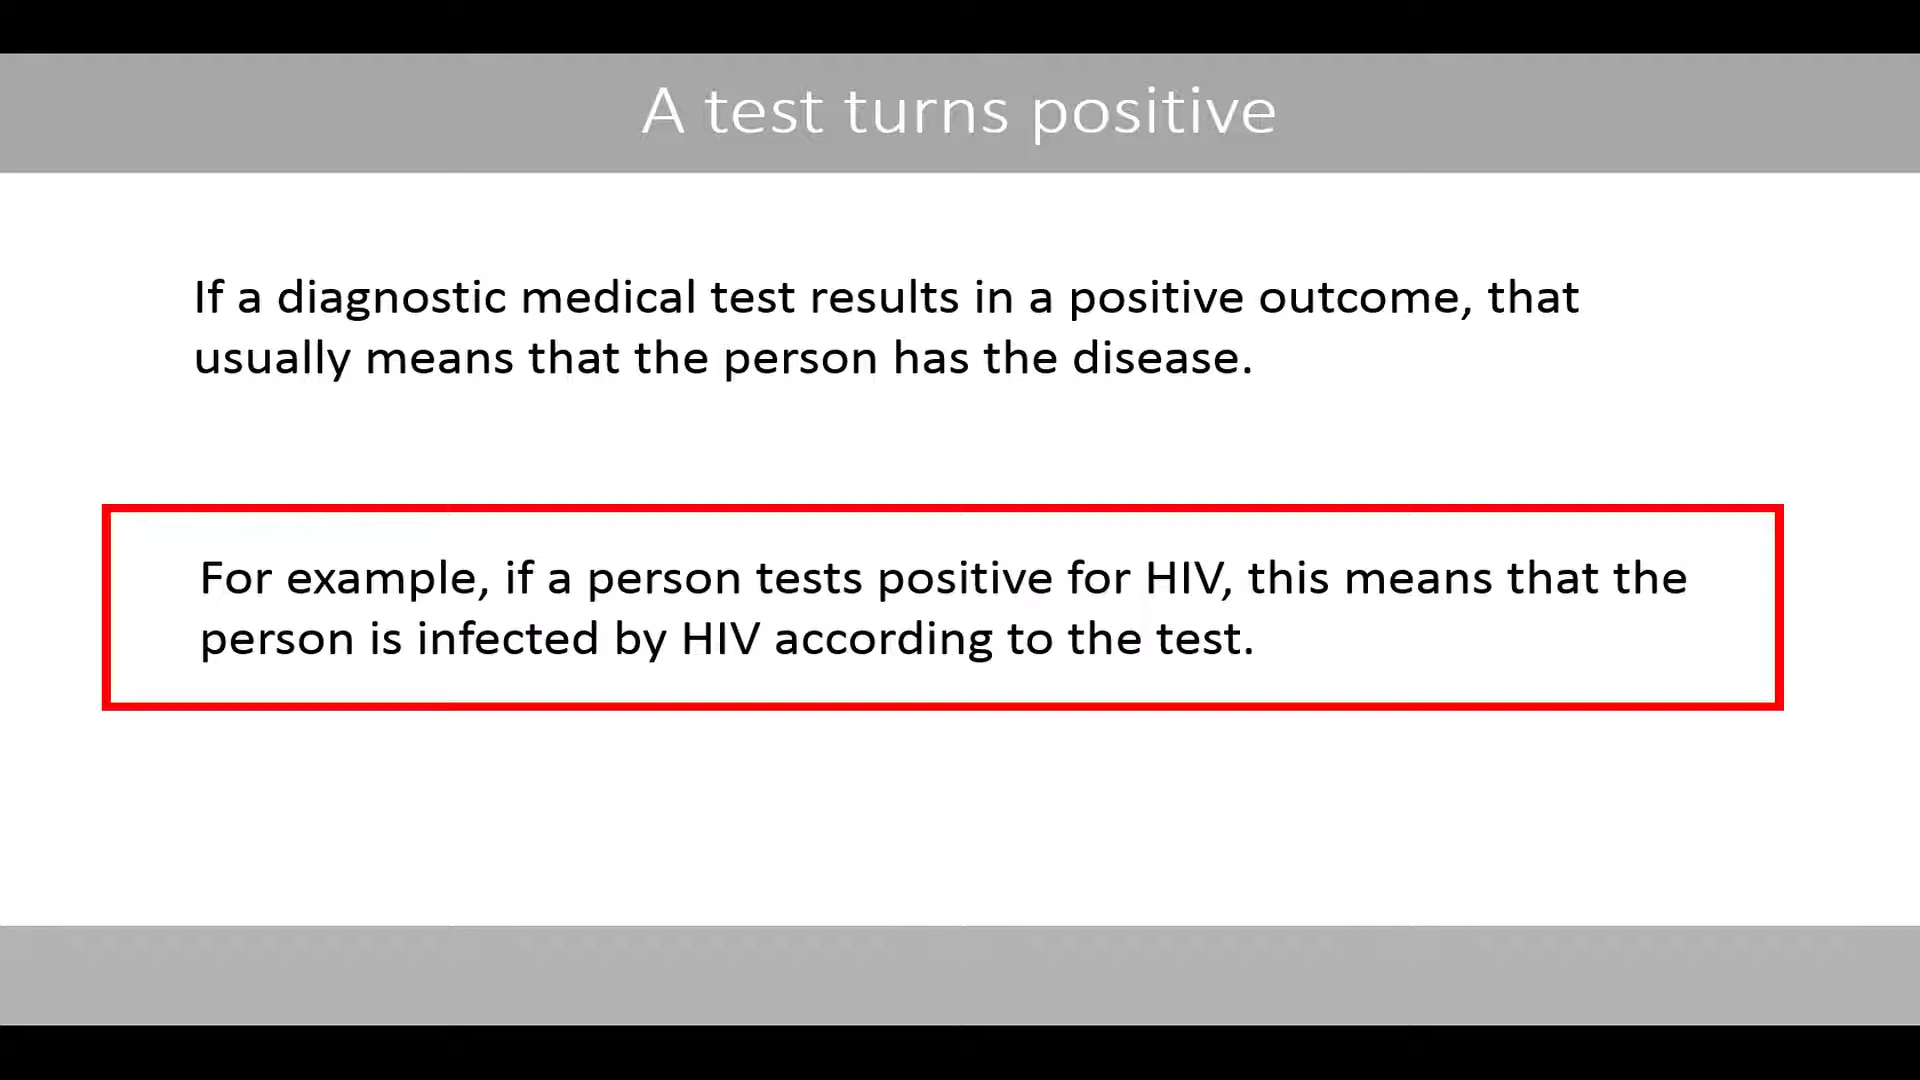 A test turns positive
If a diagnostic medical test results in a positive outcome, that
usually means that the person has the disease.
For example, if a person tests positive for HIV, this means that the
person is infected by HIV according to the test.